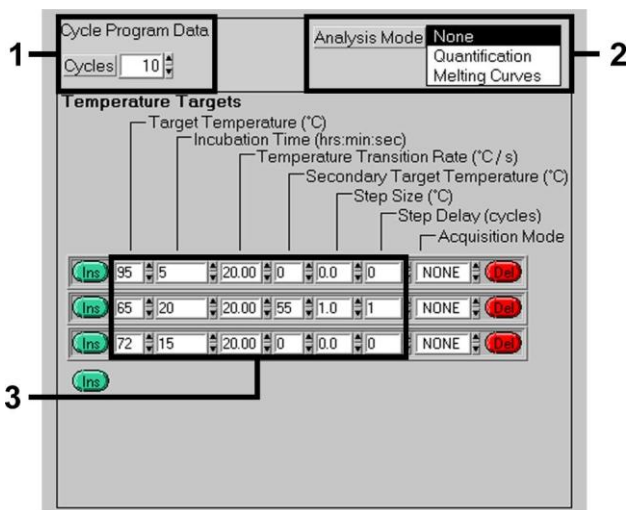 Cycle Program Data
Cycles 10
Analysis Mode None
Quantification
Melting Curves
1
2
Temperature Targets
Target Temperature (°C)
Incubation Time (hrs:min:sec)
Temperature Transition Rate (°C / s)
Secondary Target Temperature (°C)
Step Size (°C)
Step Delay (cycles)
Acquisition Mode
Ins 95 5 20.00 0 0.0 0 NONE Del
Ins 65 20 20.00 55 1.0 1 NONE Del
Ins 72 15 20.00 0 0.0 0 NONE Del
Ins
3